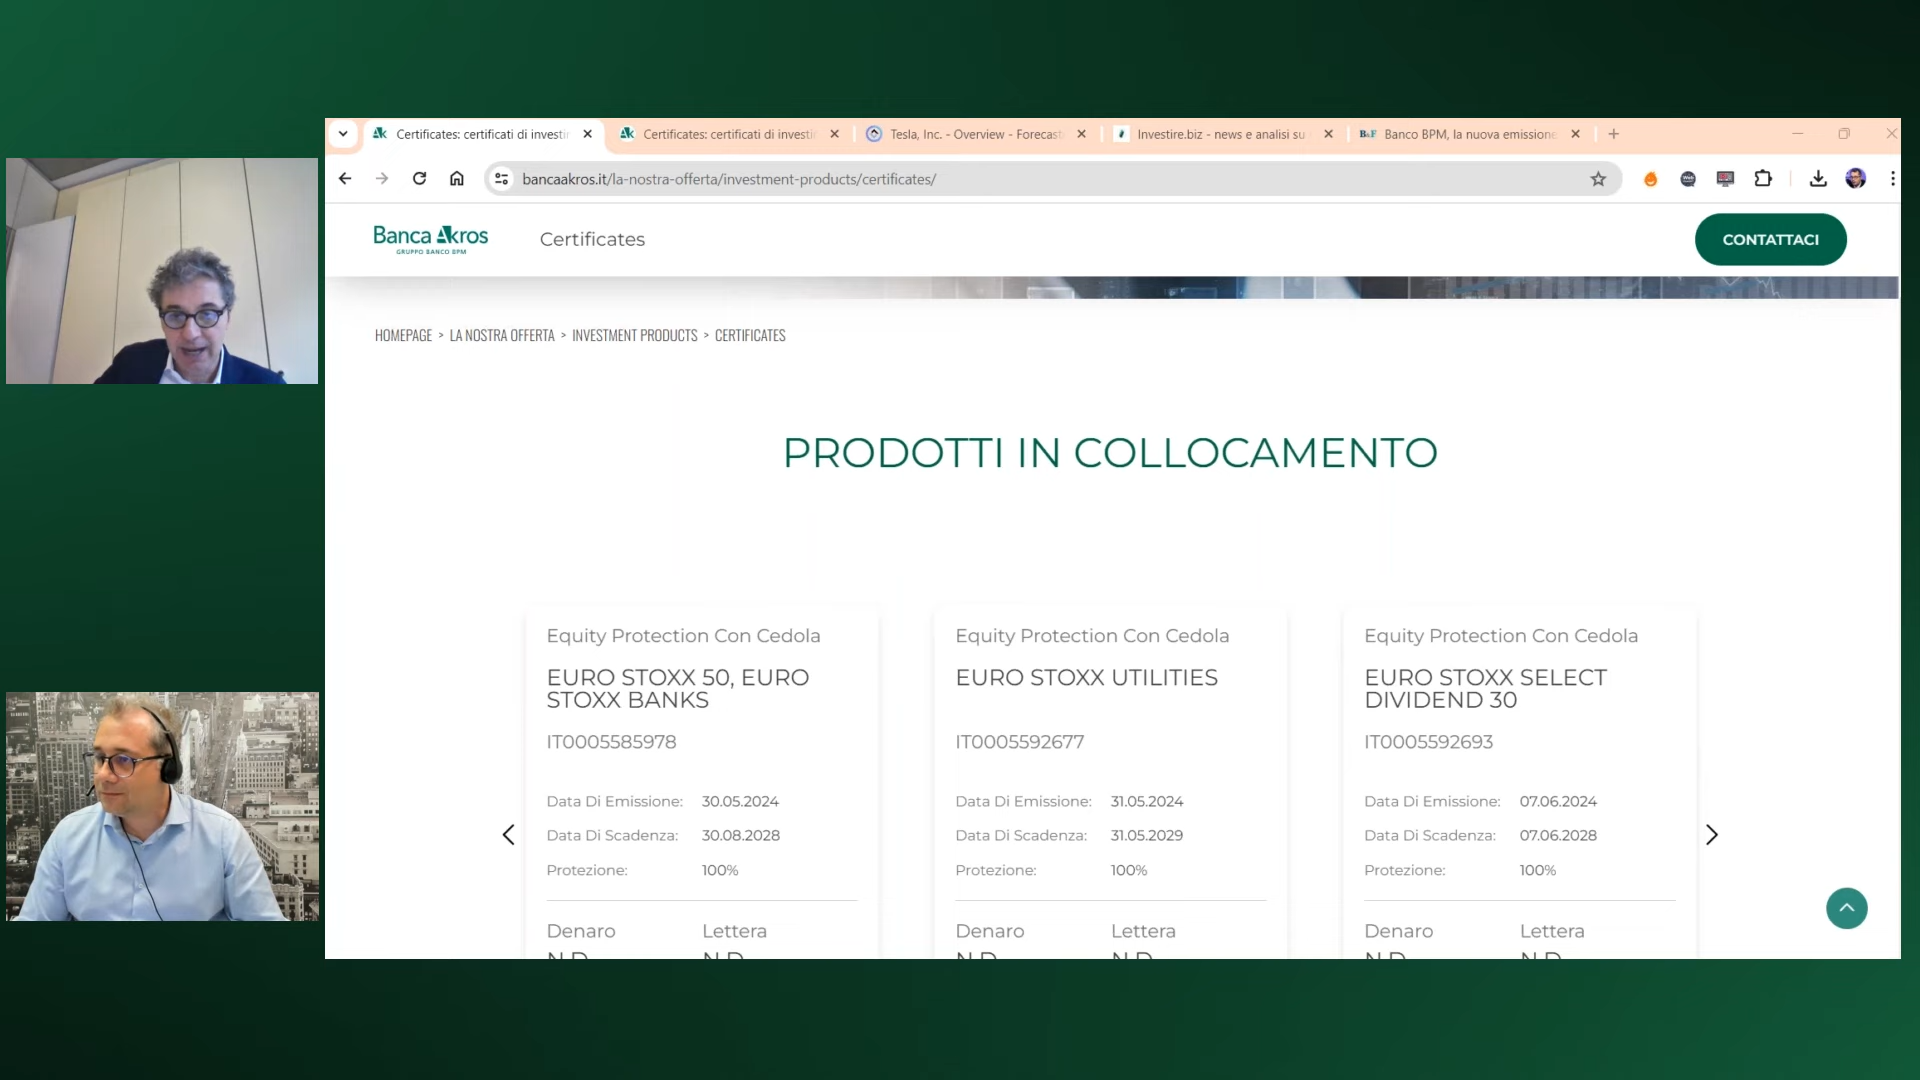 Certificates: certificati di investi
Certificates: certificati di investi
Tesla, Inc. - Overview - Forecast
Investire.biz - news e analisi su
B&F Banco BPM, la nuova emissione
bancaakros.it/la-nostra-offerta/investment-products/certificates/
Banca Akros
GRUPPO BANCO BPM
Certificates
CONTATTACI
HOMEPAGE > LA NOSTRA OFFERTA > INVESTMENT PRODUCTS > CERTIFICATES
PRODOTTI IN COLLOCAMENTO
Equity Protection Con Cedola
EURO STOXX 50, EURO
STOXX BANKS
IT0005585978
Data Di Emissione: 30.05.2024
Data Di Scadenza: 30.08.2028
Protezione: 100%
Denaro Lettera
N.D. N.D.
Equity Protection Con Cedola
EURO STOXX UTILITIES
IT0005592677
Data Di Emissione: 31.05.2024
Data Di Scadenza: 31.05.2029
Protezione: 100%
Denaro Lettera
N.D. N.D.
Equity Protection Con Cedola
EURO STOXX SELECT
DIVIDEND 30
IT0005592693
Data Di Emissione: 07.06.2024
Data Di Scadenza: 07.06.2028
Protezione: 100%
Denaro Lettera
N.D. N.D.